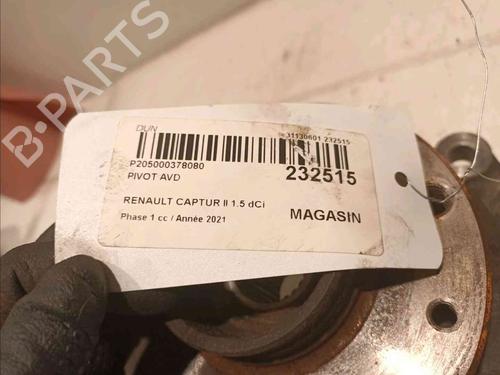 DUN
31130601 232515
P205000378080
232515
PIVOT AVD
RENAULT CAPTUR II 1.5 dCi
Phase 1 cc / Année 2021
MAGASIN
B-PARTS